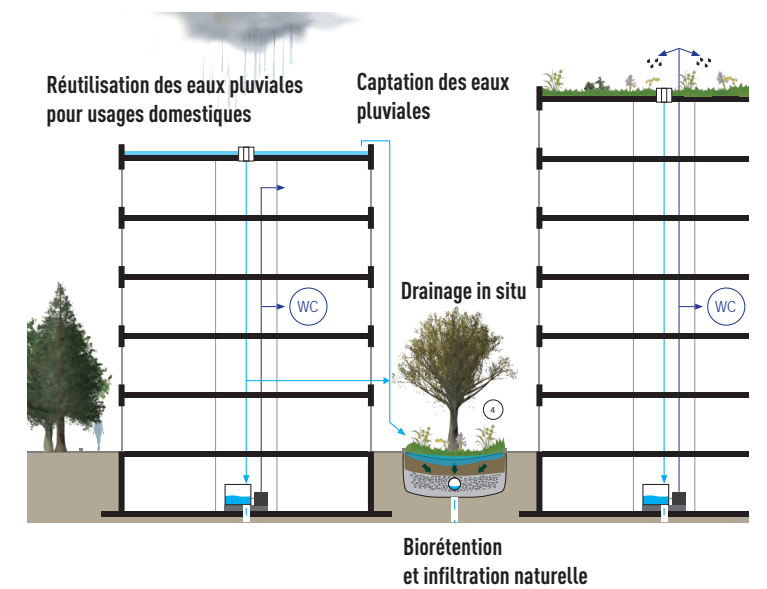 Réutilisation des eaux pluviales
pour usages domestiques
Captation des eaux
pluviales
Drainage in situ
WC
WC
4
Biorétention
et infiltration naturelle